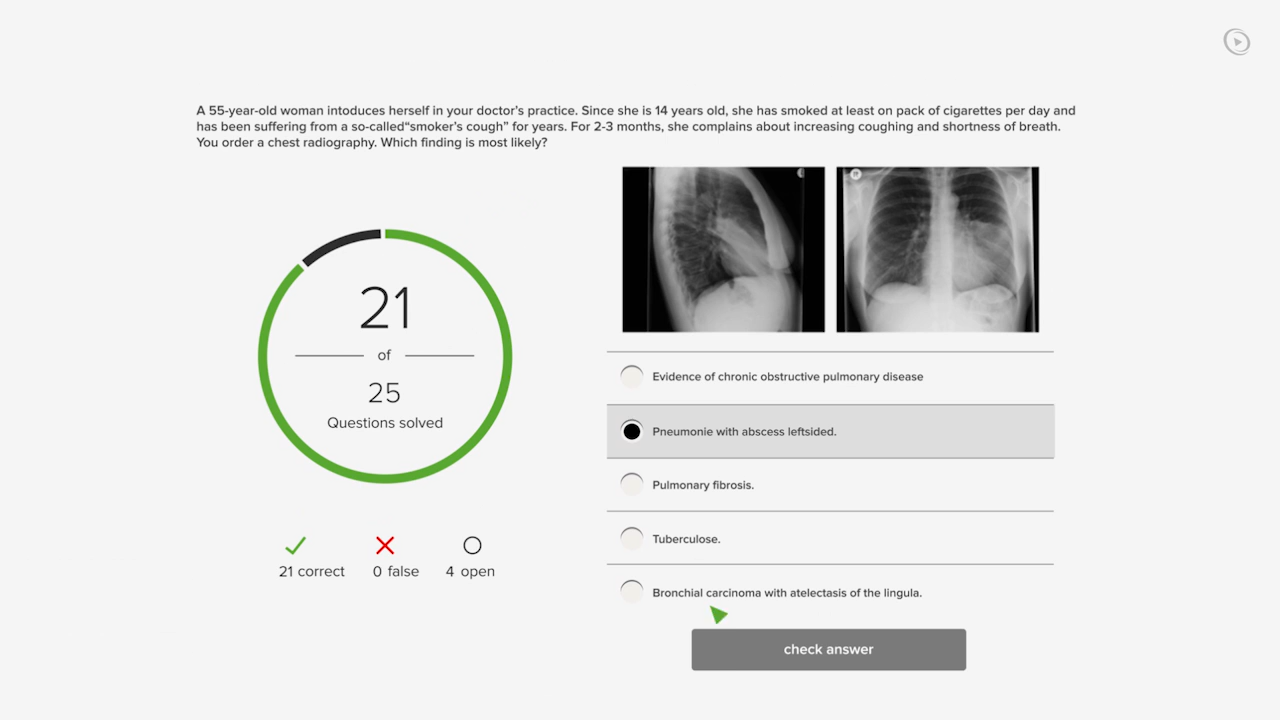 A 55-year-old woman intoduces herself in your doctor's practice. Since she is 14 years old, she has smoked at least on pack of cigarettes per day and
has been suffering from a so-called“smoker's cough” for years. For 2-3 months, she complains about increasing coughing and shortness of breath.
You order a chest radiography. Which finding is most likely?
21
of
25
Questions solved
21 correct
0 false
4 open
Evidence of chronic obstructive pulmonary disease
Pneumonie with abscess leftsided.
Pulmonary fibrosis.
Tuberculose.
Bronchial carcinoma with atelectasis of the lingula.
check answer